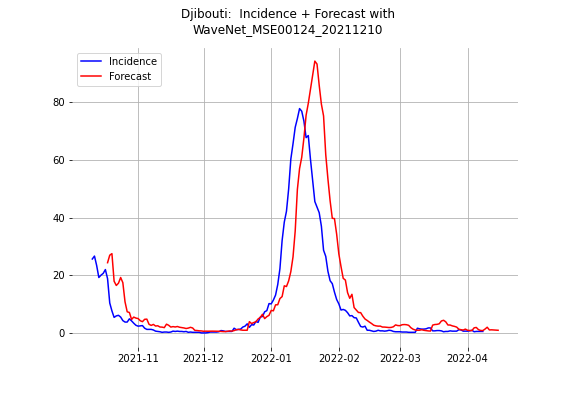 Djibouti:  Incidence + Forecast with
WaveNet_MSE00124_20211210
Incidence
Forecast
80
60
40
20
0
2021-11
2021-12
2022-01
2022-02
2022-03
2022-04